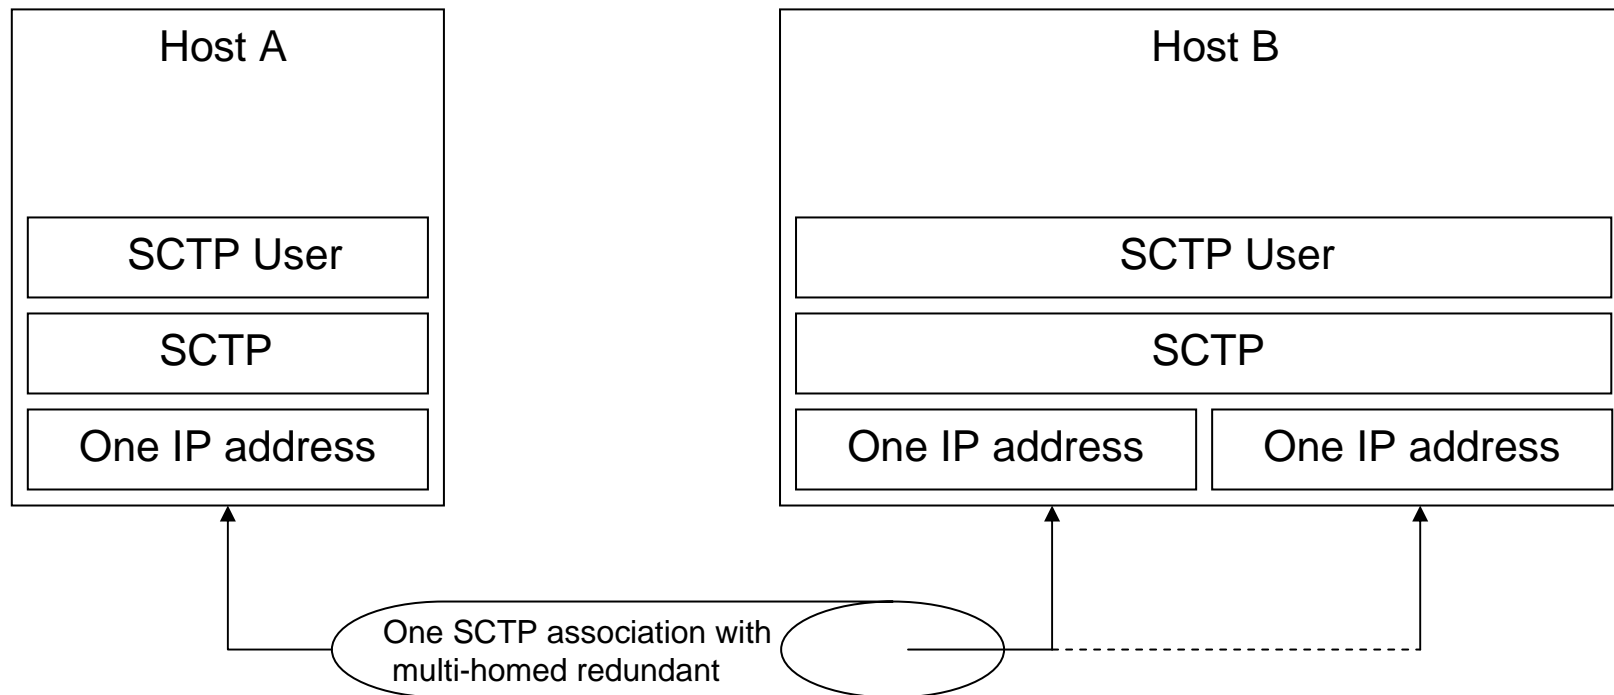 Host A
Host B
SCTP User
SCTP User
SCTP
SCTP
One IP address
One IP address
One IP address
One SCTP association with
multi-homed redundant